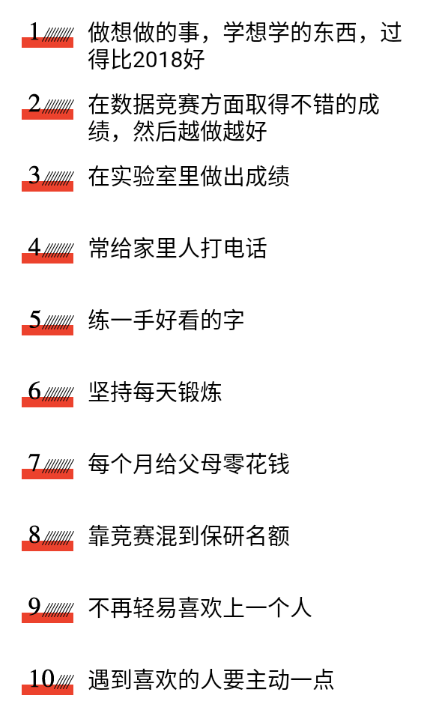 1 做想做的事，学想学的东西，过
得比2018好
2 在数据竞赛方面取得不错的成
绩，然后越做越好
3 在实验室里做出成绩
4 常给家里人打电话
5 练一手好看的字
6 坚持每天锻炼
7 每个月给父母零花钱
8 靠竞赛混到保研名额
9 不再轻易喜欢上一个人
10 遇到喜欢的人要主动一点